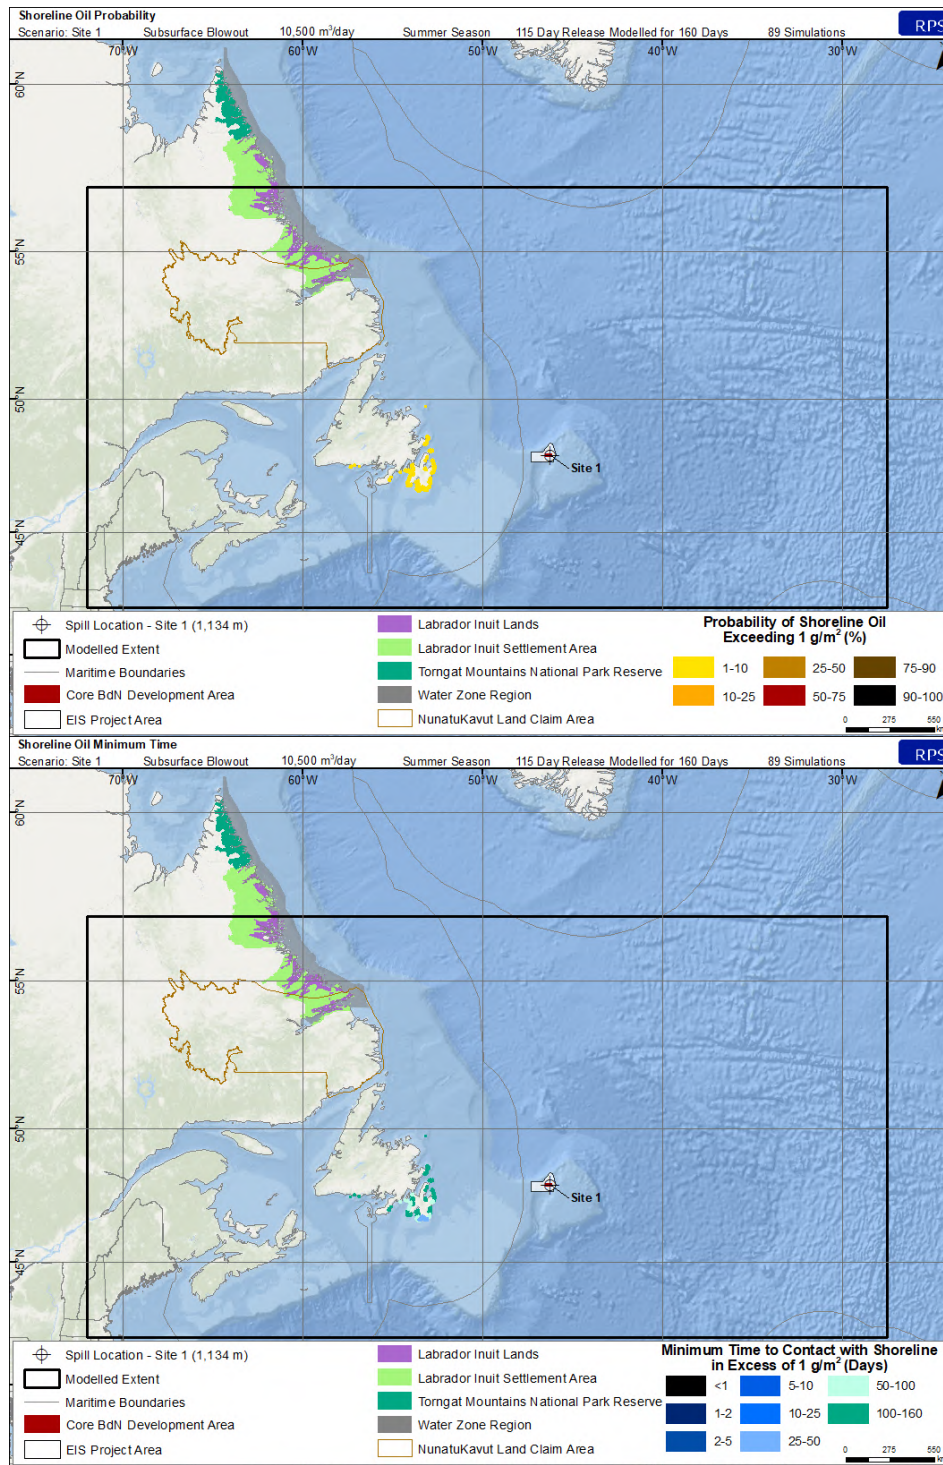 Shoreline Oil Probability
Scenario: Site 1 Subsurface Blowout 10,500 m³/day Summer Season 115 Day Release Modelled for 160 Days 89 Simulations
RPS
70°W 60°W 50°W 40°W 30°W
60°N
55°N
50°N
45°N
Site 1
Spill Location - Site 1 (1,134 m)
Modelled Extent
Maritime Boundaries
Core BdN Development Area
EIS Project Area
Labrador Inuit Lands
Labrador Inuit Settlement Area
Torngat Mountains National Park Reserve
Water Zone Region
NunatuKavut Land Claim Area
Probability of Shoreline Oil
Exceeding 1 g/m² (%)
1-10 25-50 75-90
10-25 50-75 90-100
0 275 550
Shoreline Oil Minimum Time
Scenario: Site 1 Subsurface Blowout 10,500 m³/day Summer Season 115 Day Release Modelled for 160 Days 89 Simulations
RPS
70°W 60°W 50°W 40°W 30°W
60°N
55°N
50°N
45°N
Site 1
Spill Location - Site 1 (1,134 m)
Modelled Extent
Maritime Boundaries
Core BdN Development Area
EIS Project Area
Labrador Inuit Lands
Labrador Inuit Settlement Area
Torngat Mountains National Park Reserve
Water Zone Region
NunatuKavut Land Claim Area
Minimum Time to Contact with Shoreline
in Excess of 1 g/m² (Days)
<1 5-10 50-100
1-2 10-25 100-160
2-5 25-50
0 275 550